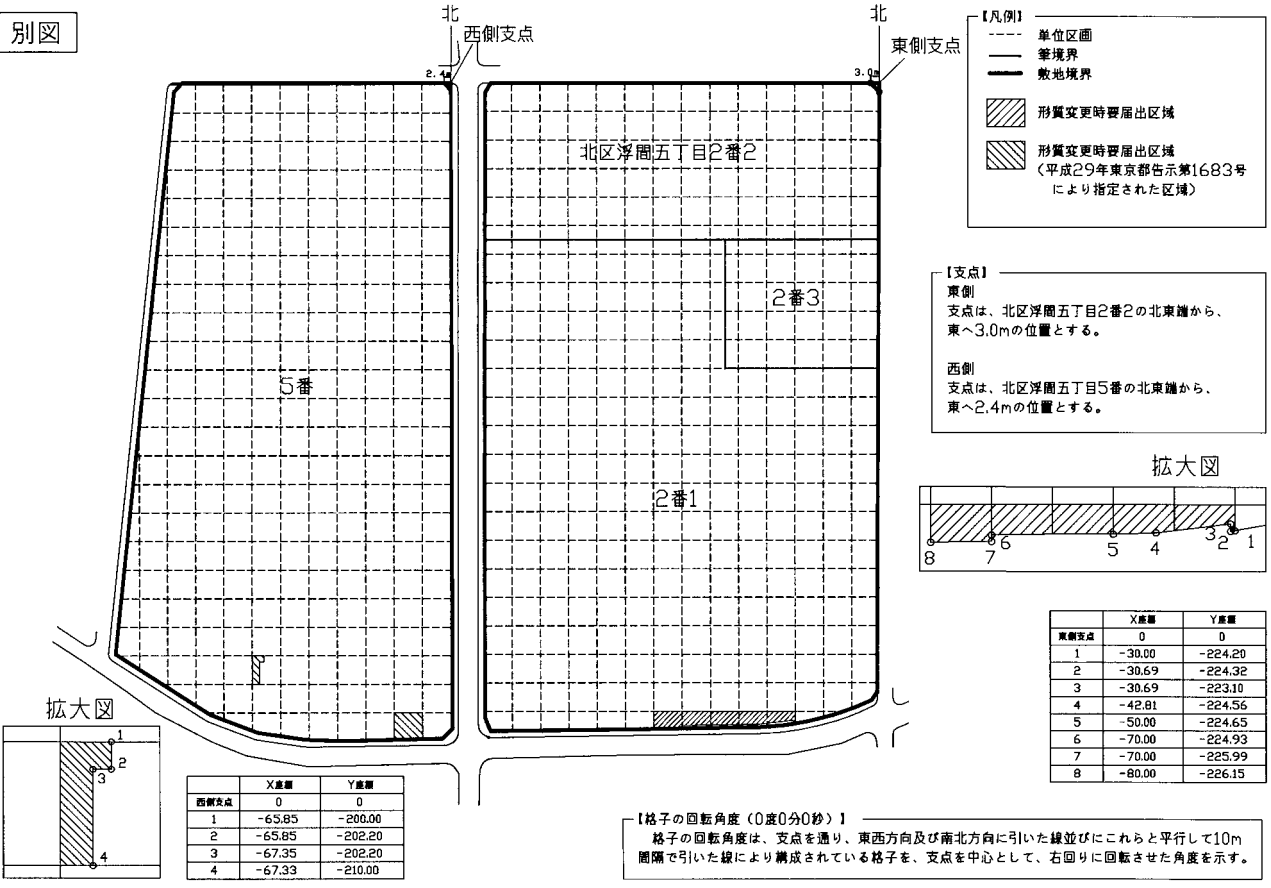 別図
北
西側支点
2.4m
北
東側支点
3.0m
北区浮間五丁目2番2
2番3
5番
2番1
【凡例】
単位区画
筆境界
敷地境界
形質変更時要届出区域
形質変更時要届出区域
(平成29年東京都告示第1683号
により指定された区域)
【支点】
東側
支点は、北区浮間五丁目2番2の北東端から、
東へ3.0mの位置とする。
西側
支点は、北区浮間五丁目5番の北東端から、
東へ2.4mの位置とする。
拡大図
8 7 6 5 4 3 2 1
X座標 Y座標
東側支点 0 0
1 -30.00 -224.20
2 -30.69 -224.32
3 -30.69 -223.10
4 -42.81 -224.56
5 -50.00 -224.65
6 -70.00 -224.93
7 -70.00 -225.99
8 -80.00 -226.15
拡大図
1
2
3
4
X座標 Y座標
西側支点 0 0
1 -65.85 -200.00
2 -65.85 -202.20
3 -67.35 -202.20
4 -67.33 -210.00
【格子の回転角度(0度0分0秒)】
格子の回転角度は、支点を通り、東西方向及び南北方向に引いた線並びにこれらと平行して10m
間隔で引いた線により構成されている格子を、支点を中心として、右回りに回転させた角度を示す。